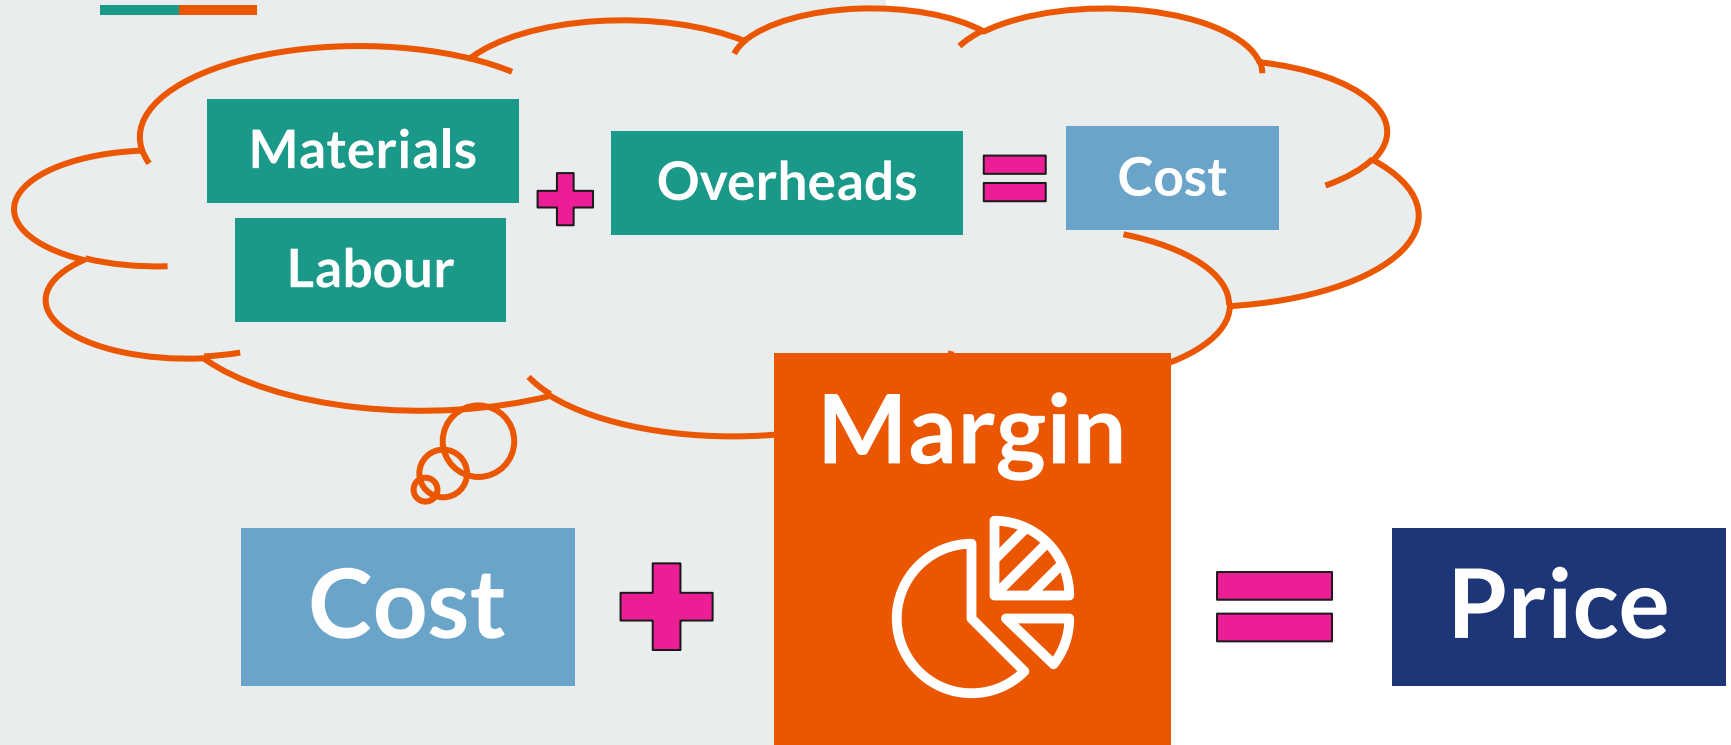 Materials
Labour
Overheads
Cost
Cost
Margin
Price